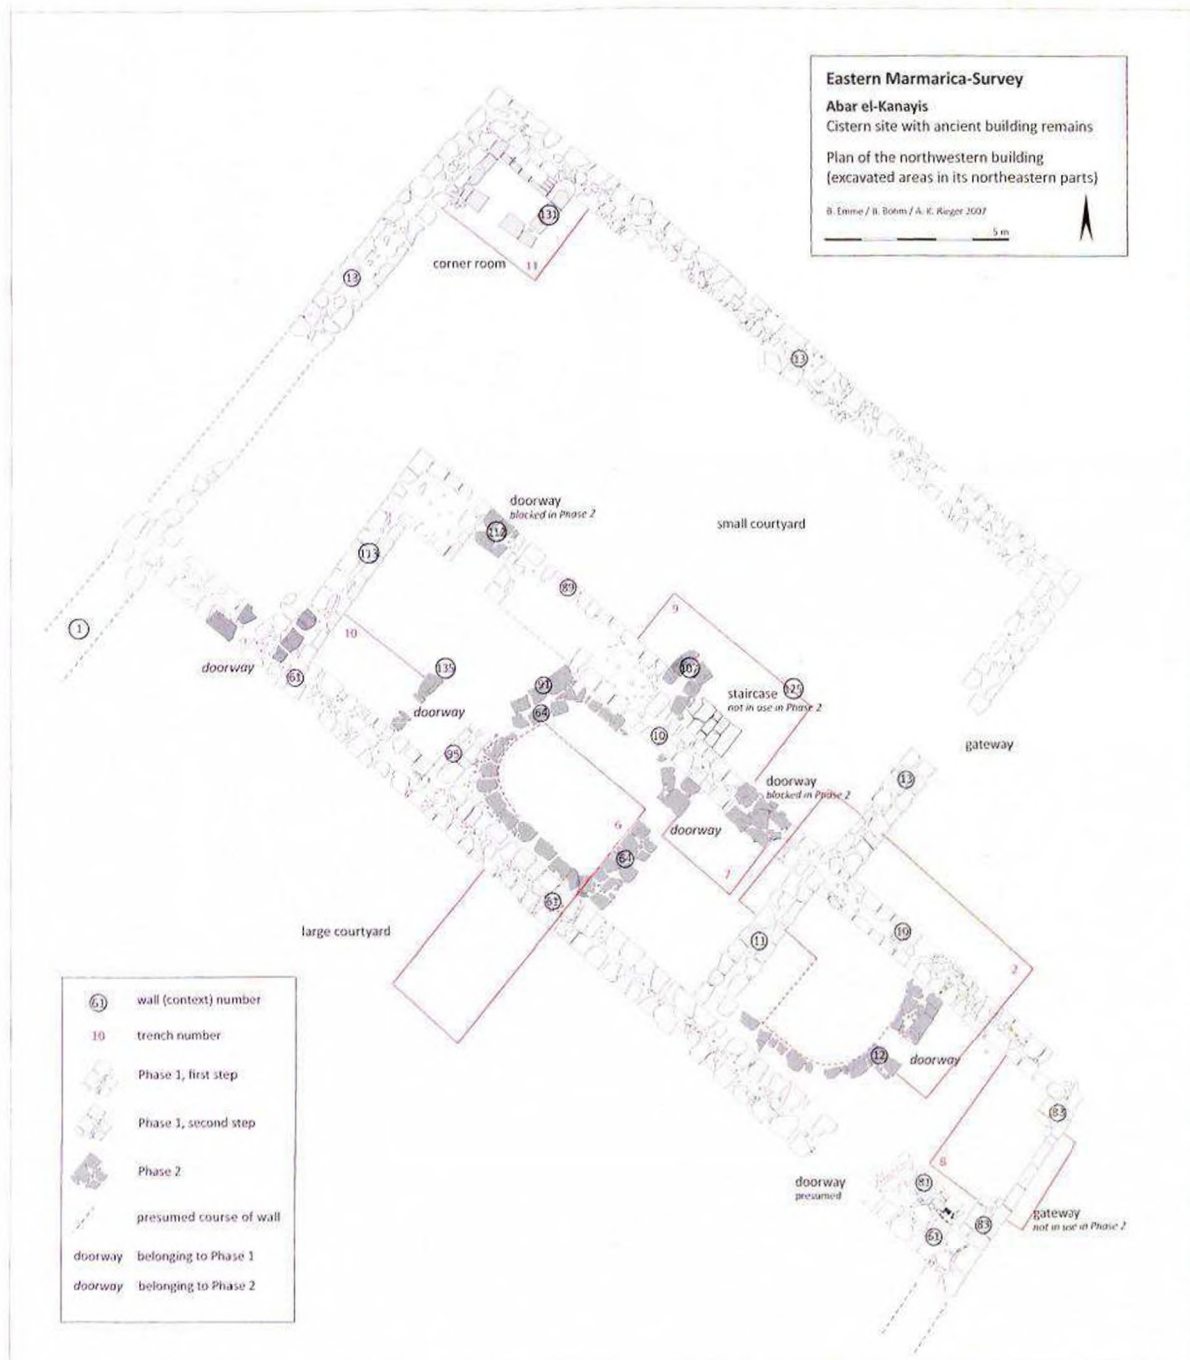 Eastern Marmarica-Survey
Abar el-Kanayis
Cistern site with ancient building remains
Plan of the northwestern building
(excavated areas in its northeastern parts)
B. Emme / B. Böhm / A. K. Rieger 2007
5 m
131
corner room
11
13
13
doorway
blocked in Phase 2
small courtyard
112
113
89
1
9
10
doorway
61
135
107
125
staircase
not in use in Phase 2
91
doorway
64
10
gateway
95
13
doorway
blocked in Phase 2
6
doorway
64
7
61
large courtyard
11
10
2
12
doorway
83
8
doorway
presumed
81
gateway
not in use in Phase 2
83
61
61
wall (context) number
10
trench number
Phase 1, first step
Phase 1, second step
Phase 2
presumed course of wall
doorway
belonging to Phase 1
doorway
belonging to Phase 2